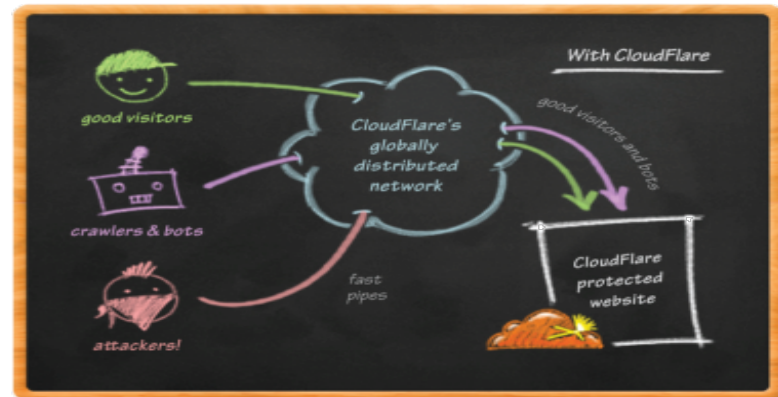 With CloudFlare
good visitors
CloudFlare's
globally
distributed
network
good visitors and bots
crawlers & bots
CloudFlare
protected
website
fast
pipes
attackers!